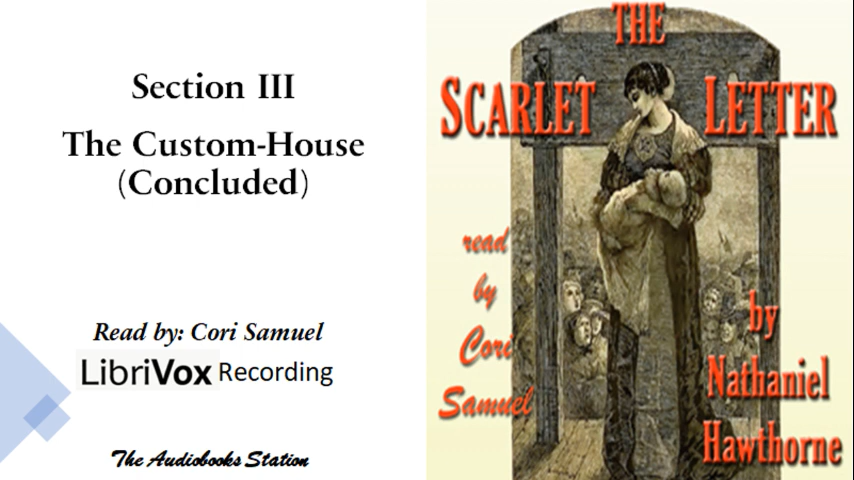 Section III
The Custom-House
(Concluded)
Read by: Cori Samuel
LibriVox Recording
The Audiobooks Station
THE
SCARLET LETTER
read
by
Cori
Samuel
by
Nathaniel
Hawthorne